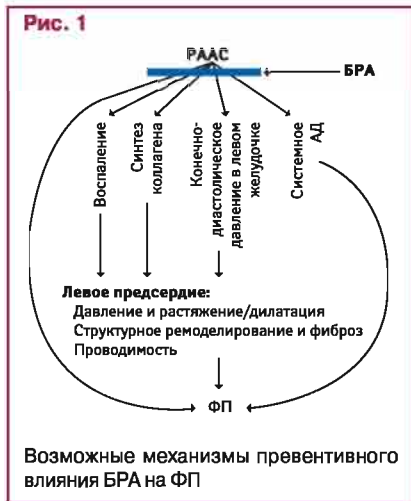 Рис. 1
РААС
БРА
Воспаление
Синтез
коллагена
Конечно-
диастолическое
давление в левом
желудочке
Системное
АД
Левое предсердие:
Давление и растяжение/дилатация
Структурное ремоделирование и фиброз
Проводимость
ФП
Возможные механизмы превентивного
влияния БРА на ФП